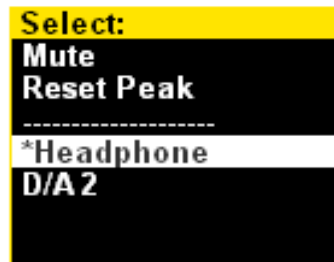 Select:
Mute
Reset Peak
--------------------
*Headphone
D/A 2